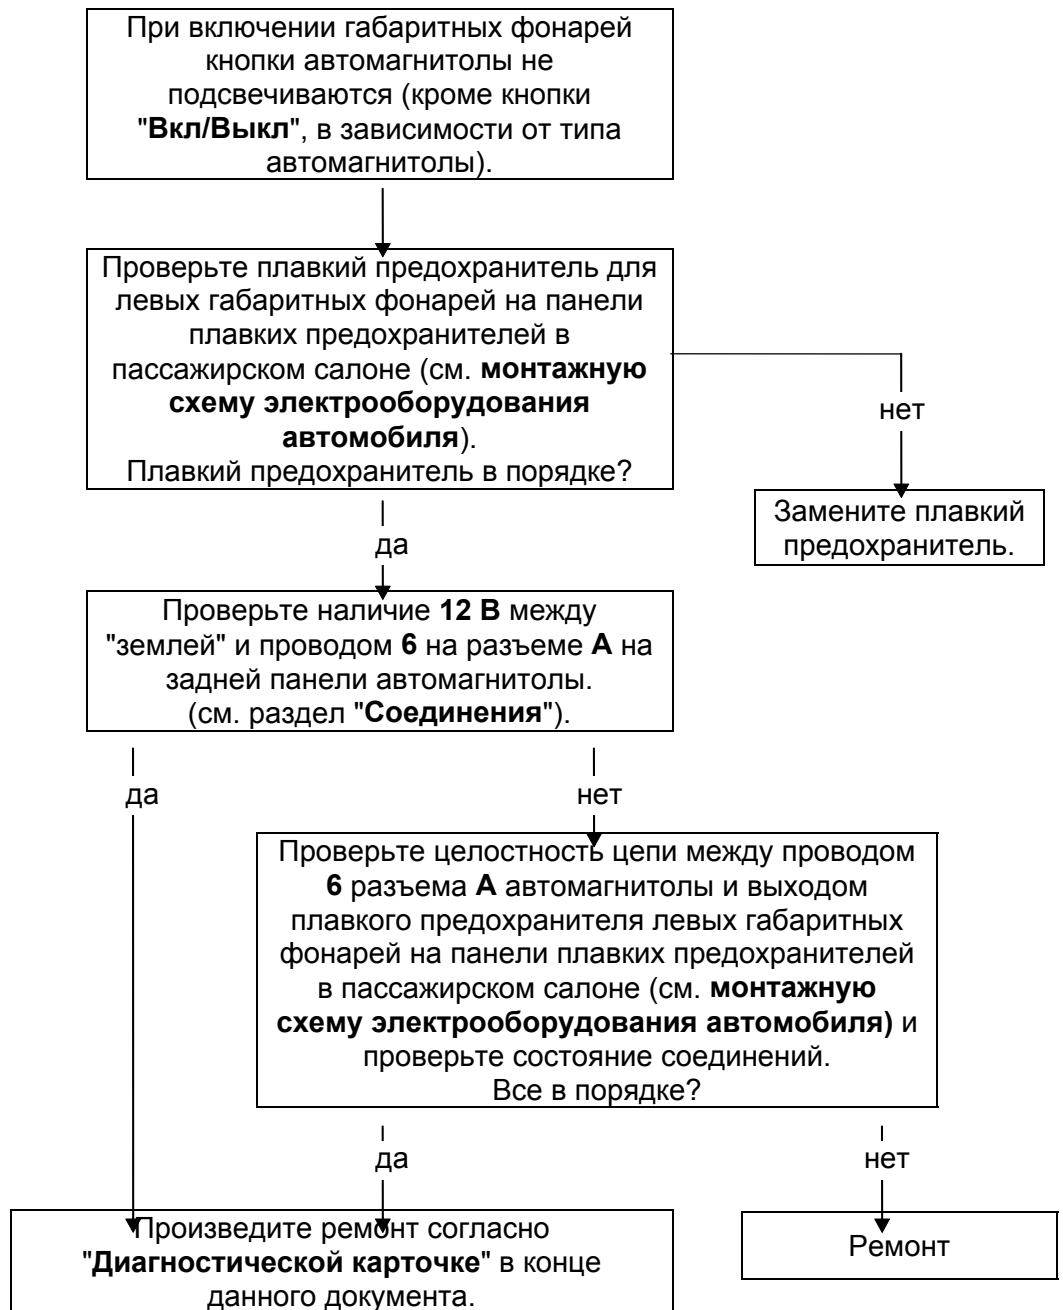 При включении габаритных фонарей
кнопки автомагнитолы не
подсвечиваются (кроме кнопки
"Вкл/Выкл", в зависимости от типа
автомагнитолы).
Проверьте плавкий предохранитель для
левых габаритных фонарей на панели
плавких предохранителей в
пассажирском салоне (см. монтажную
схему электрооборудования
автомобиля).
Плавкий предохранитель в порядке?
нет
Замените плавкий
предохранитель.
да
Проверьте наличие 12 В между
"землей" и проводом 6 на разъеме А на
задней панели автомагнитолы.
(см. раздел "Соединения").
да
нет
Проверьте целостность цепи между проводом
6 разъема А автомагнитолы и выходом
плавкого предохранителя левых габаритных
фонарей на панели плавких предохранителей
в пассажирском салоне (см. монтажную
схему электрооборудования автомобиля) и
проверьте состояние соединений.
Все в порядке?
да
нет
Произведите ремонт согласно
"Диагностической карточке" в конце
данного документа.
Ремонт